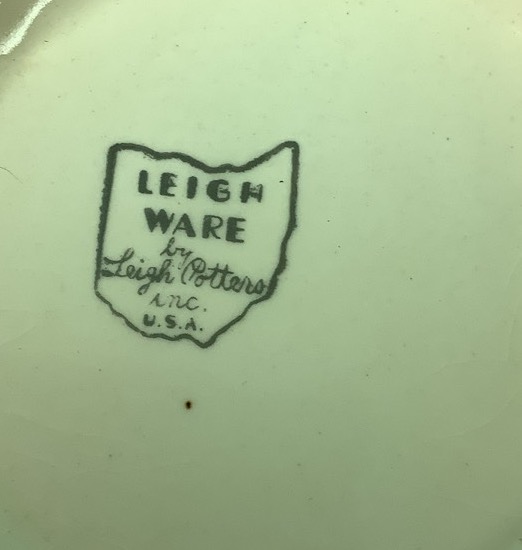 LEIGH
WARE
by
Leigh Potters
inc.
U.S.A.